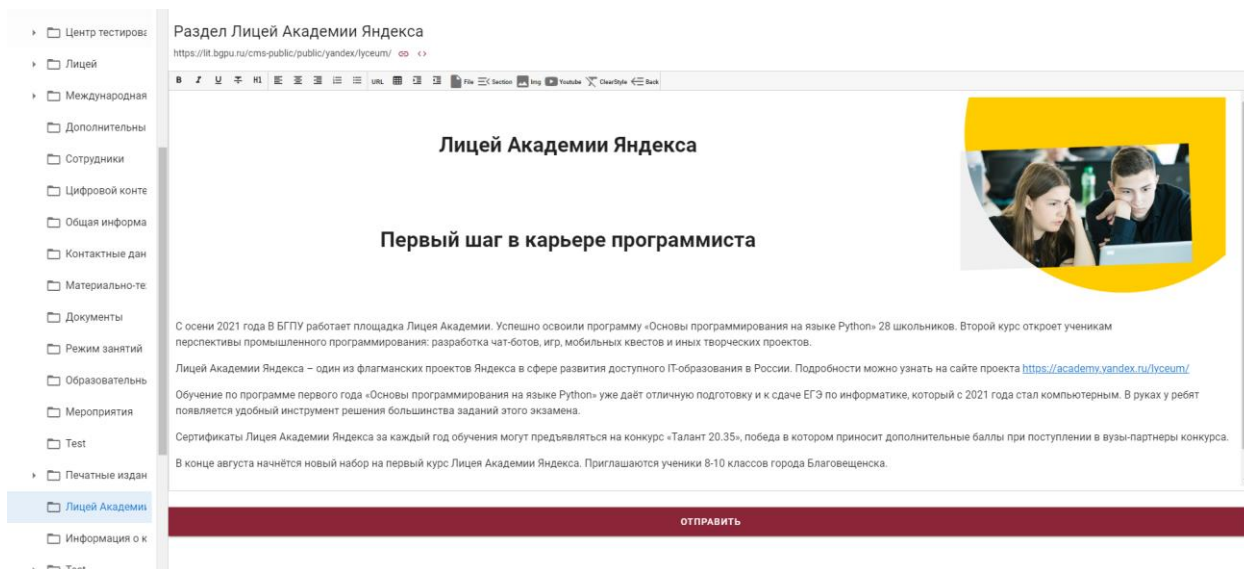 Центр тестирова
Лицей
Международная
Дополнительны
Сотрудники
Цифровой конте
Общая информа
Контактные дан
Материально-те
Документы
Режим занятий
Образовательнь
Мероприятия
Test
Печатные издан
Лицей Академии
Информация о к
Test
Раздел Лицей Академии Яндекса
https://lit.bgpu.ru/cms-public/public/yandex/lyceum/
B I U T H1 URL File Section Img Youtube ClearStyle Back
Лицей Академии Яндекса
Первый шаг в карьере программиста
С осени 2021 года В БГПУ работает площадка Лицея Академии. Успешно освоили программу «Основы программирования на языке Python» 28 школьников. Второй курс откроет ученикам
перспективы промышленного программирования: разработка чат-ботов, игр, мобильных квестов и иных творческих проектов.
Лицей Академии Яндекса – один из флагманских проектов Яндекса в сфере развития доступного IT-образования в России. Подробности можно узнать на сайте проекта https://academy.yandex.ru/lyceum/
Обучение по программе первого года «Основы программирования на языке Python» уже даёт отличную подготовку и к сдаче ЕГЭ по информатике, который с 2021 года стал компьютерным. В руках у ребят
появляется удобный инструмент решения большинства заданий этого экзамена.
Сертификаты Лицея Академии Яндекса за каждый год обучения могут предъявляться на конкурс «Талант 20.35», победа в котором приносит дополнительные баллы при поступлении в вузы-партнеры конкурса.
В конце августа начнётся новый набор на первый курс Лицея Академии Яндекса. Приглашаются ученики 8-10 классов города Благовещенска.
ОТПРАВИТЬ